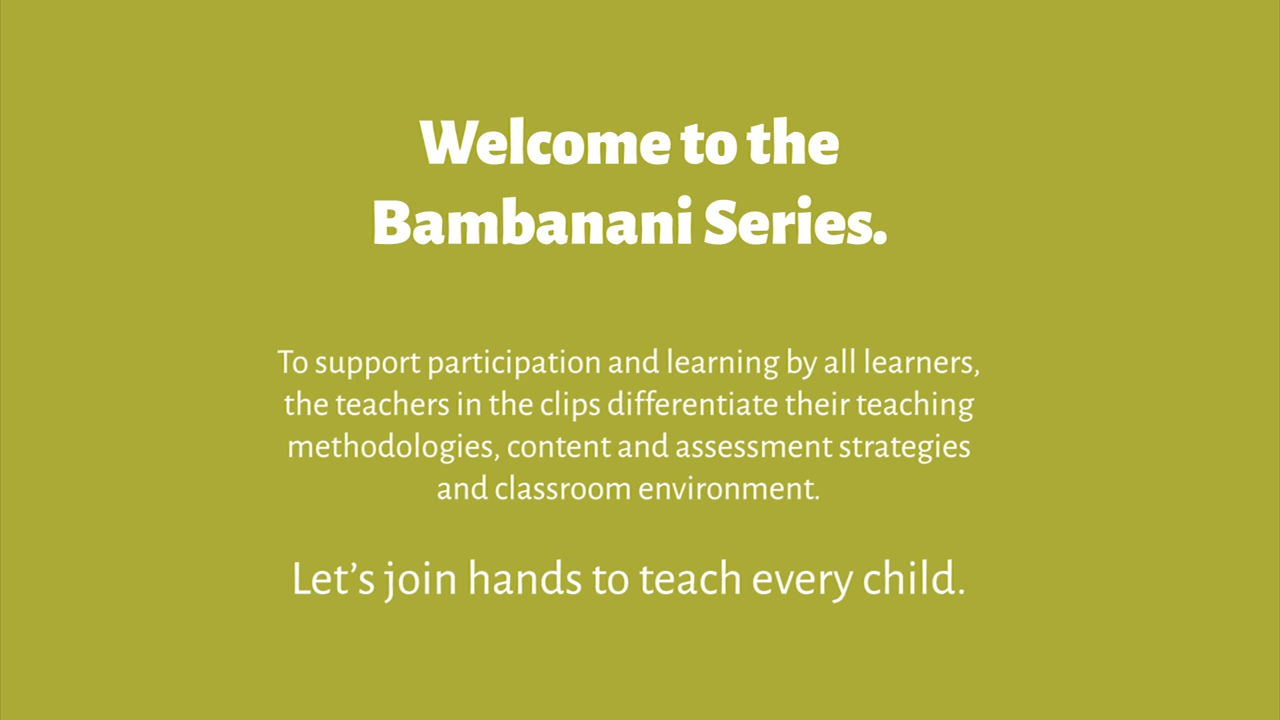 Welcome to the
Bambanani Series.
To support participation and learning by all learners,
the teachers in the clips differentiate their teaching
methodologies, content and assessment strategies
and classroom environment.
Let’s join hands to teach every child.